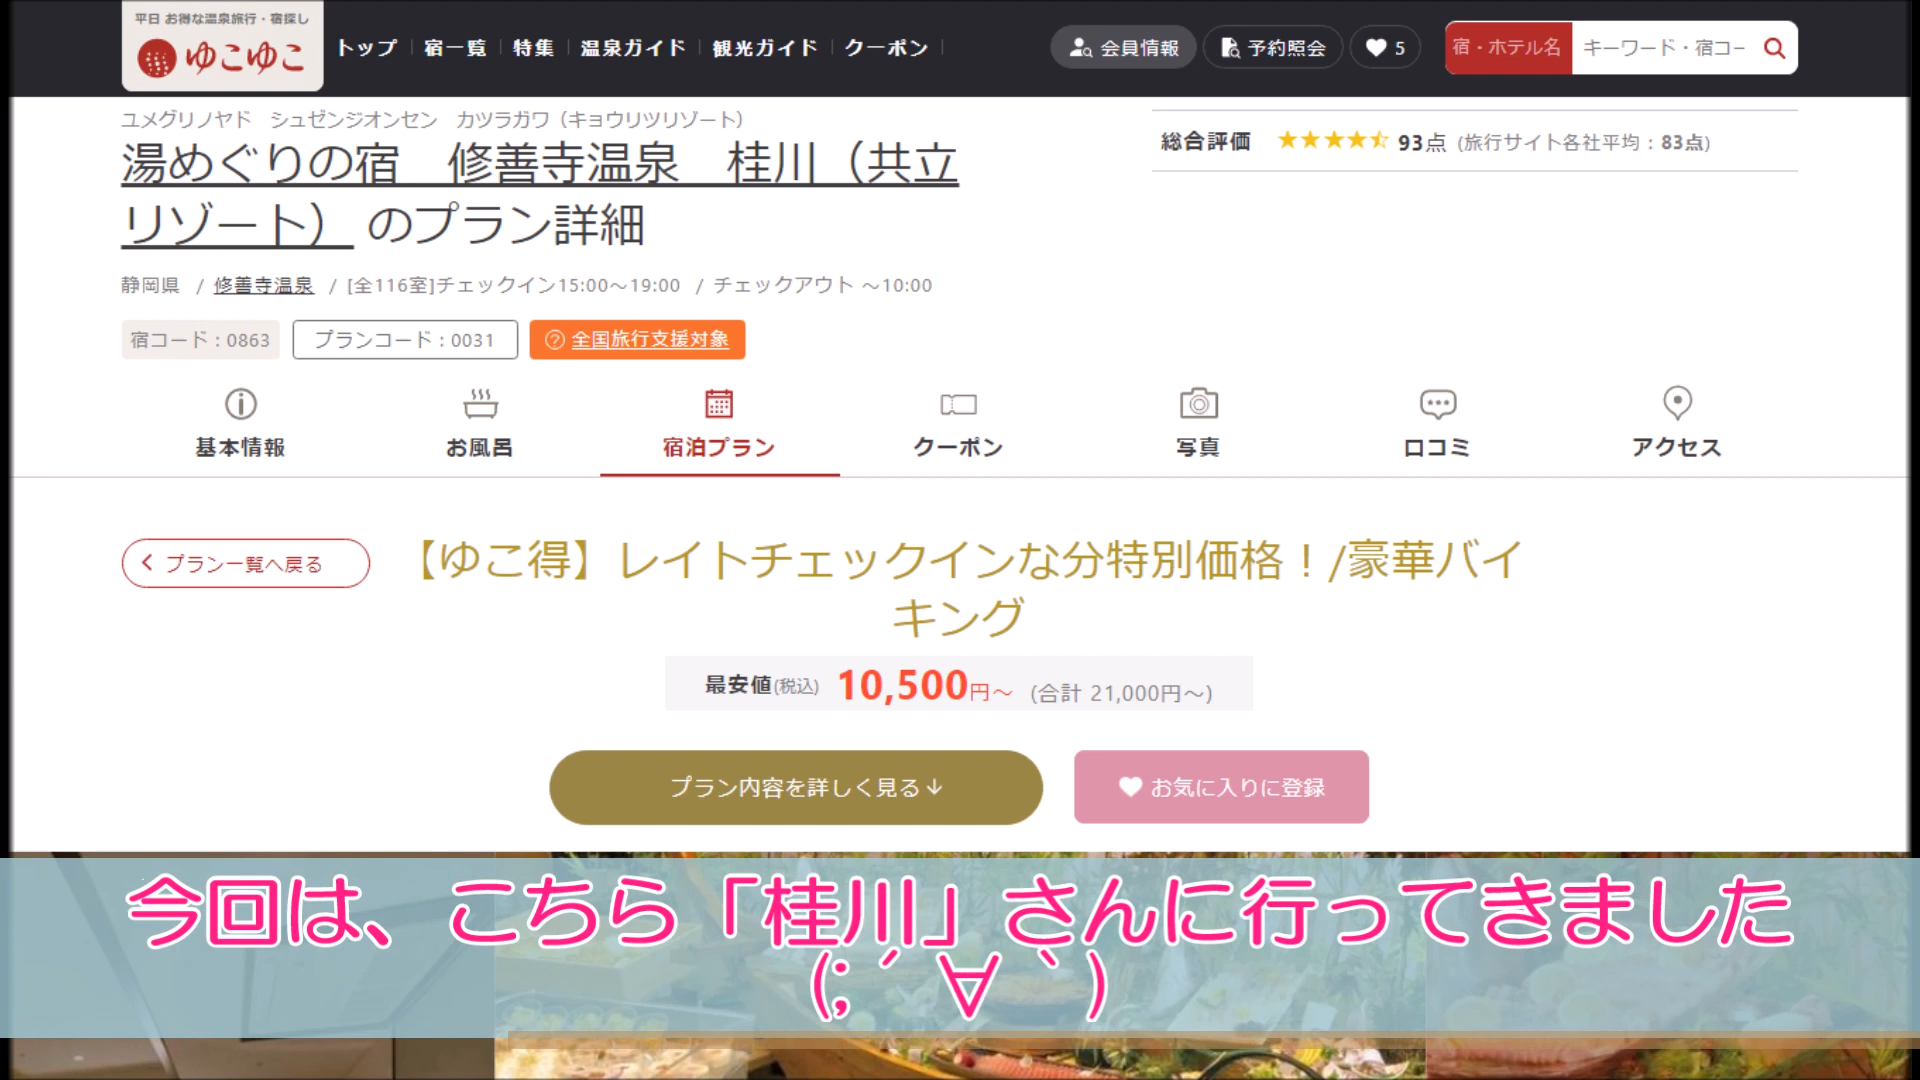 平日 お得な温泉旅行・宿探し
ゆこゆこ
トップ 宿一覧 特集 温泉ガイド 観光ガイド クーポン
会員情報 予約照会 5
宿・ホテル名 キーワード・宿コー
ユメグリノヤド　シュゼンジオンセン　カツラガワ（キョウリツリゾート）
湯めぐりの宿　修善寺温泉　桂川（共立
リゾート） のプラン詳細
総合評価 ★★★★ 93点 (旅行サイト各社平均：83点)
静岡県 / 修善寺温泉 / [全116室]チェックイン15:00～19:00 / チェックアウト ～10:00
宿コード：0863 プランコード：0031 ? 全国旅行支援対象
基本情報 お風呂 宿泊プラン クーポン 写真 口コミ アクセス
プラン一覧へ戻る
【ゆこ得】レイトチェックインな分特別価格！/豪華バイ
キング
最安値(税込) 10,500円～ (合計 21,000円～)
プラン内容を詳しく見る↓ お気に入りに登録
今回は、こちら「桂川」さんに行ってきました
(;´∀｀)